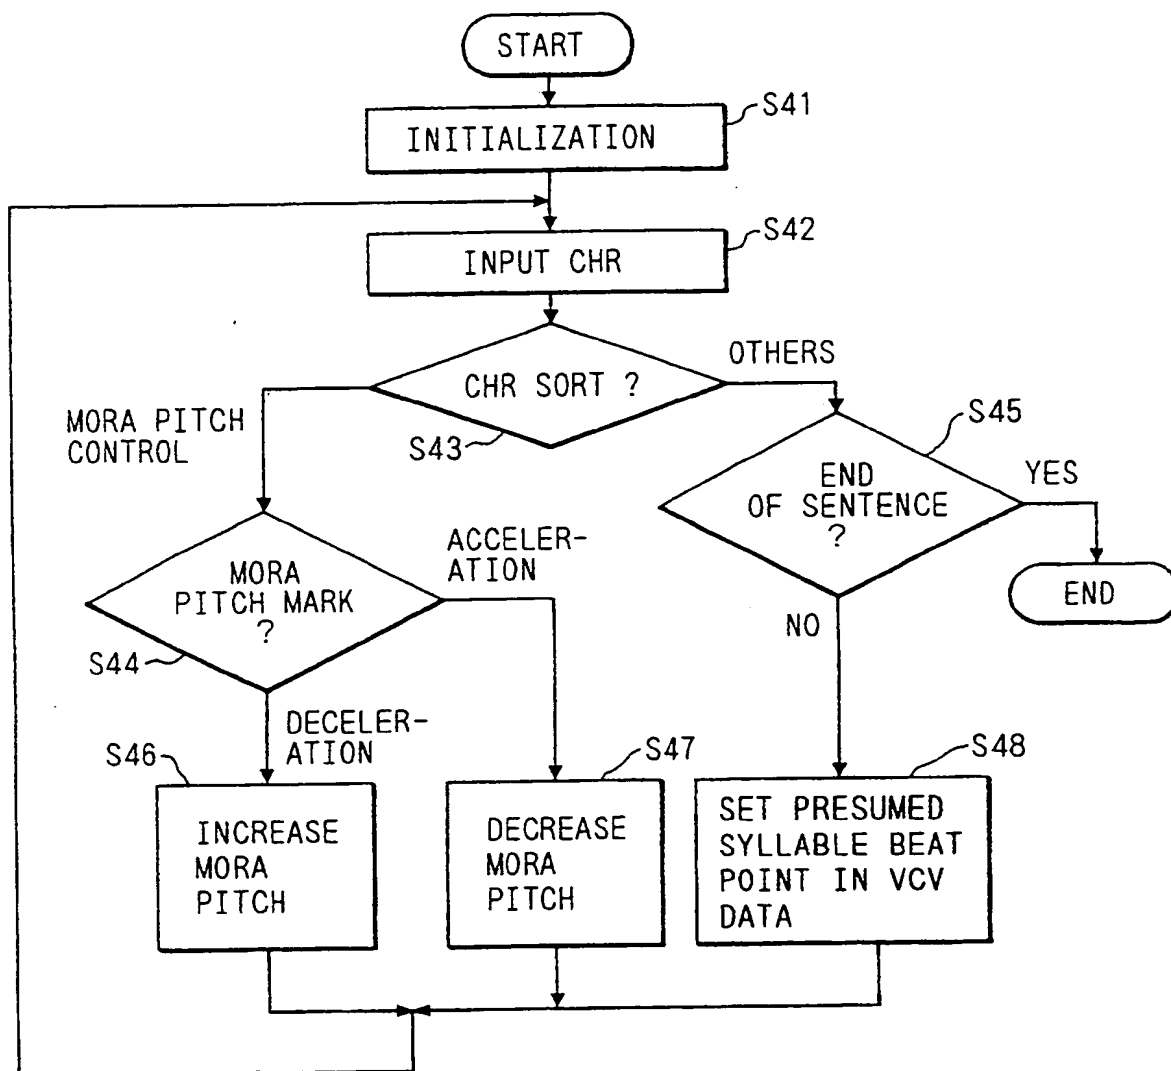 START
S41
INITIALIZATION
S42
INPUT CHR
OTHERS
CHR SORT ?
S43
MORA PITCH
CONTROL
S45
END
OF SENTENCE
?
YES
END
NO
ACCELER-
ATION
MORA
PITCH MARK
?
S44
DECELER-
ATION
S46
INCREASE
MORA
PITCH
S47
DECREASE
MORA
PITCH
S48
SET PRESUMED
SYLLABLE BEAT
POINT IN VCV
DATA